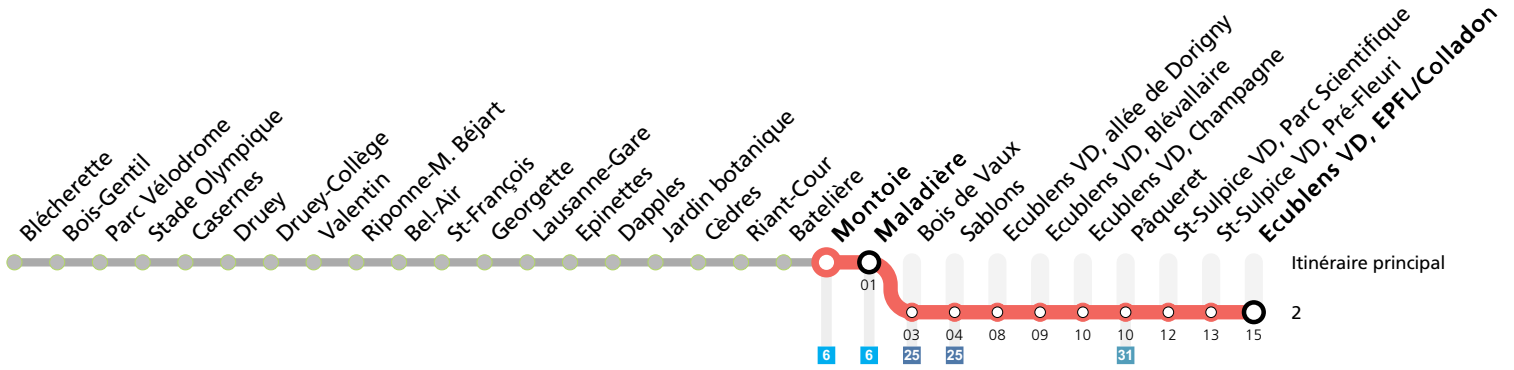 Blécherette
Bois-Gentil
Parc Vélodrome
Stade Olympique
Casernes
Druey
Druey-Collège
Valentin
Riponne-M. Béjart
Bel-Air
St-François
Georgette
Lausanne-Gare
Epinettes
Dapples
Jardin botanique
Cèdres
Riant-Cour
Batelière
Montoie
Maladière
Bois de Vaux
Sablons
Ecublens VD, allée de Dorigny
Ecublens VD, Blévallaire
Ecublens VD, Champagne
Pâqueret
St-Sulpice VD, Parc Scientifique
St-Sulpice VD, Pré-Fleuri
Ecublens VD, EPFL/Colladon
Itinéraire principal
01
2
03 04 08 09 10 10 12 13 15
6 6 25 25 31